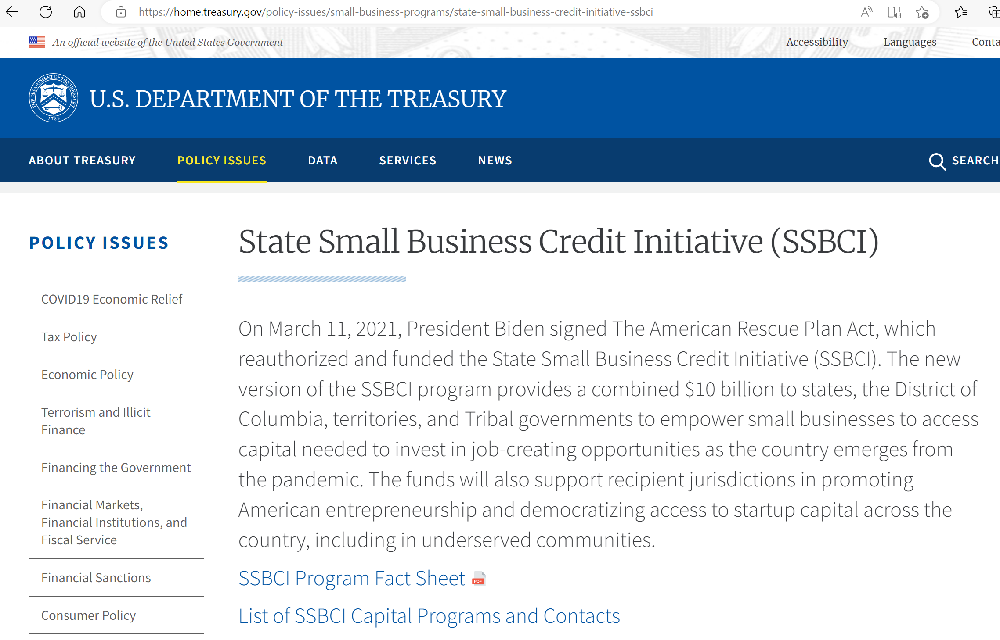 https://home.treasury.gov/policy-issues/small-business-programs/state-small-business-credit-initiative-ssbci
An official website of the United States Government
Accessibility
Languages
Conta
THE DEPARTMENT OF THE TREASURY
1789
U.S. DEPARTMENT OF THE TREASURY
ABOUT TREASURY
POLICY ISSUES
DATA
SERVICES
NEWS
SEARCH
POLICY ISSUES
COVID19 Economic Relief
Tax Policy
Economic Policy
Terrorism and Illicit
Finance
Financing the Government
Financial Markets,
Financial Institutions, and
Fiscal Service
Financial Sanctions
Consumer Policy
State Small Business Credit Initiative (SSBCI)
On March 11, 2021, President Biden signed The American Rescue Plan Act, which
reauthorized and funded the State Small Business Credit Initiative (SSBCI). The new
version of the SSBCI program provides a combined $10 billion to states, the District of
Columbia, territories, and Tribal governments to empower small businesses to access
capital needed to invest in job-creating opportunities as the country emerges from
the pandemic. The funds will also support recipient jurisdictions in promoting
American entrepreneurship and democratizing access to startup capital across the
country, including in underserved communities.
SSBCI Program Fact Sheet
PDF
List of SSBCI Capital Programs and Contacts